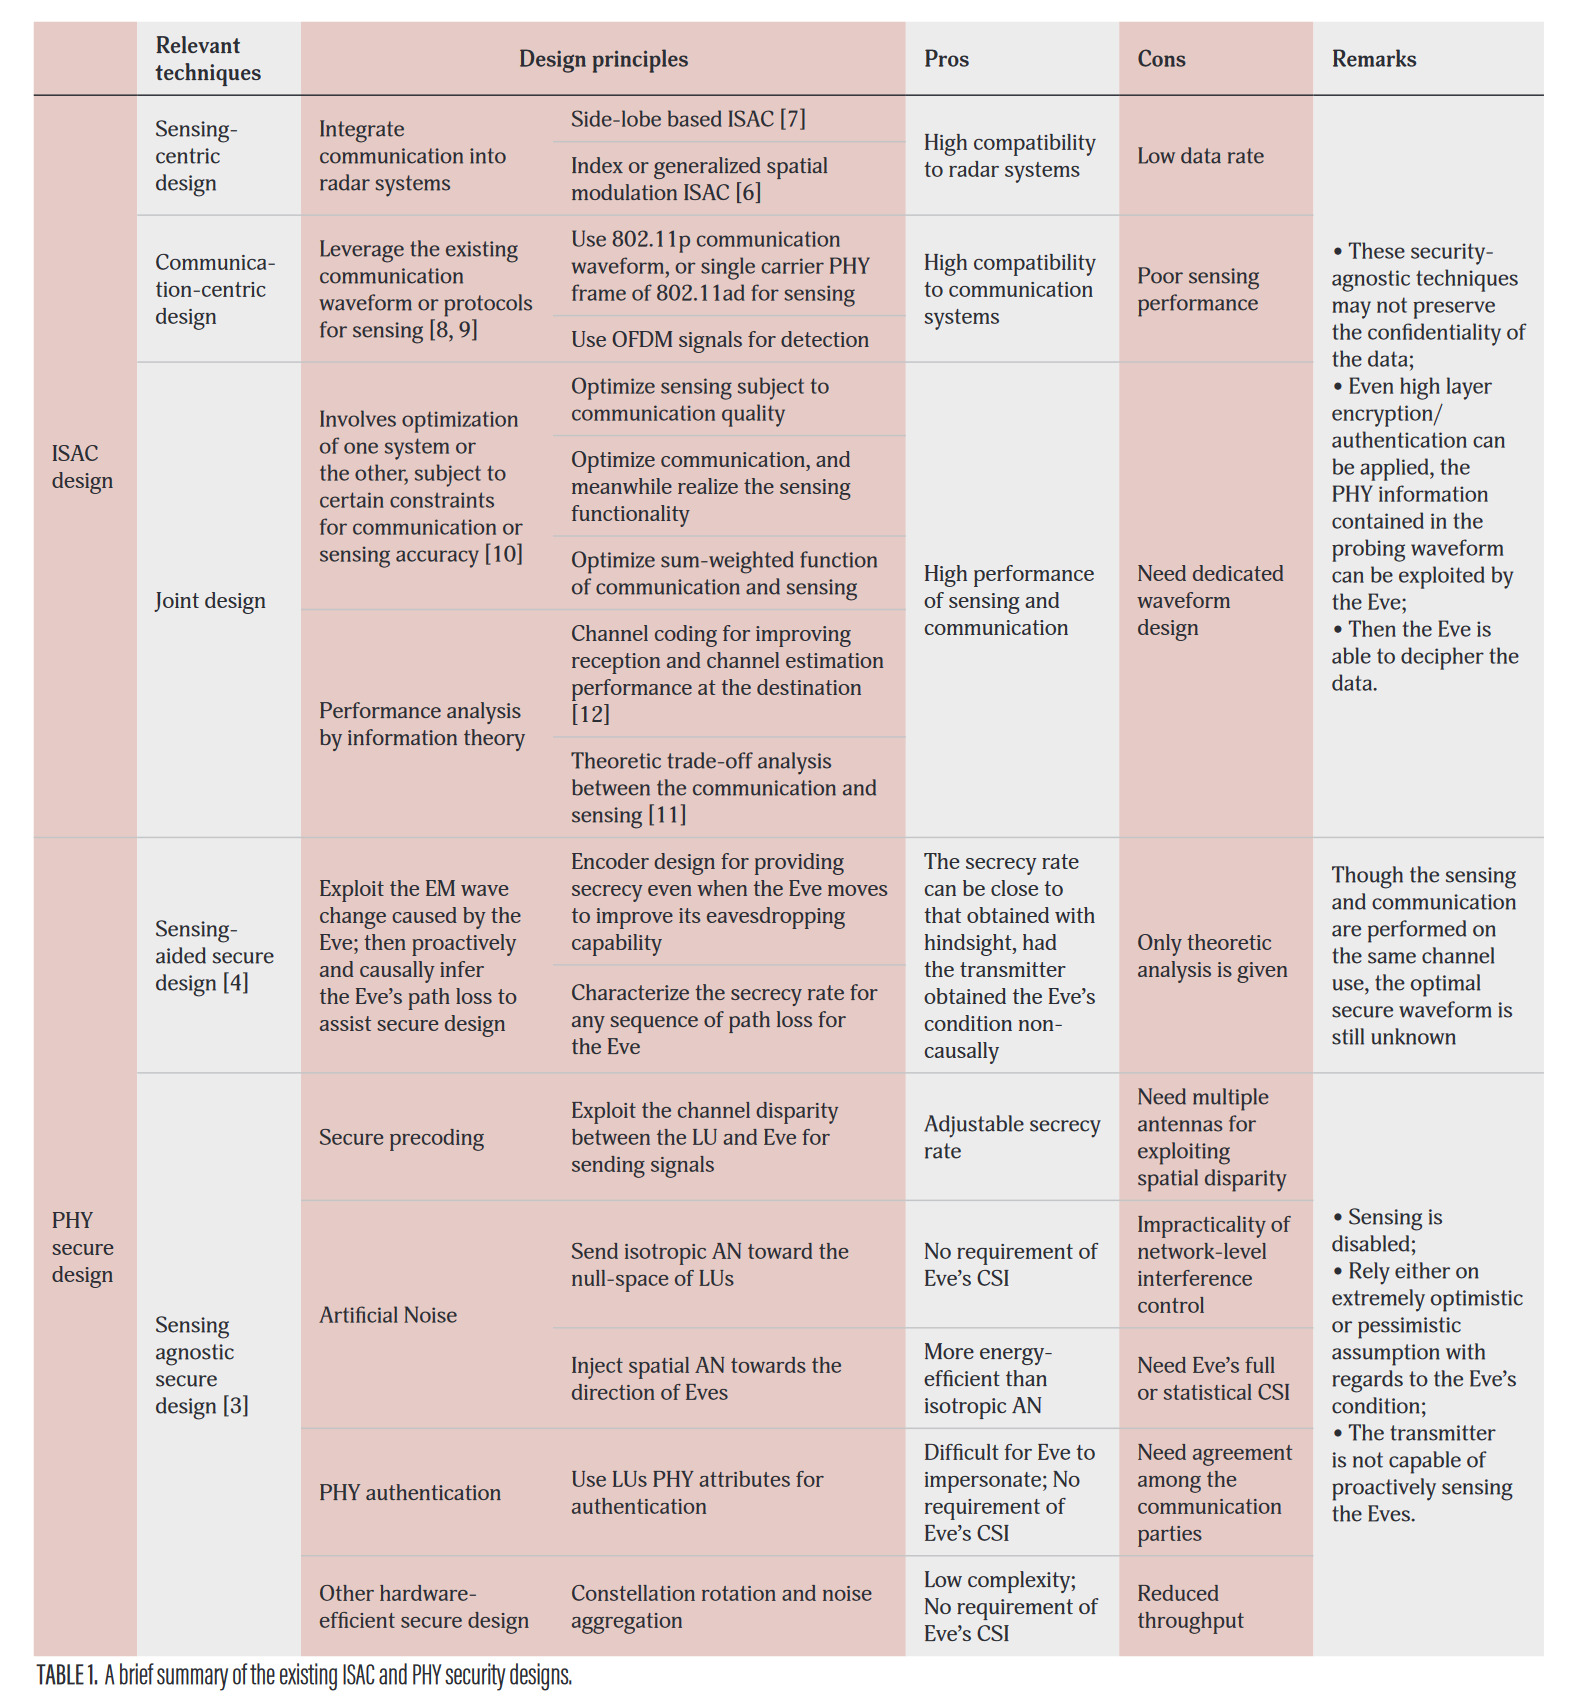 Relevant
techniques
Design principles
Pros
Cons
Remarks
ISAC
design
Sensing-
centric
design
Integrate
communication into
radar systems
Side-lobe based ISAC [7]
Index or generalized spatial
modulation ISAC [6]
High compatibility
to radar systems
Low data rate
Communica-
tion-centric
design
Leverage the existing
communication
waveform or protocols
for sensing [8, 9]
Use 802.11p communication
waveform, or single carrier PHY
frame of 802.11ad for sensing
Use OFDM signals for detection
High compatibility
to communication
systems
Poor sensing
performance
Joint design
Involves optimization
of one system or
the other, subject to
certain constraints
for communication or
sensing accuracy [10]
Optimize sensing subject to
communication quality
Optimize communication, and
meanwhile realize the sensing
functionality
Optimize sum-weighted function
of communication and sensing
Performance analysis
by information theory
Channel coding for improving
reception and channel estimation
performance at the destination
[12]
Theoretic trade-off analysis
between the communication and
sensing [11]
High performance
of sensing and
communication
Need dedicated
waveform
design
• These security-
agnostic techniques
may not preserve
the confidentiality of
the data;
• Even high layer
encryption/
authentication can
be applied, the
PHY information
contained in the
probing waveform
can be exploited by
the Eve;
• Then the Eve is
able to decipher the
data.
PHY
secure
design
Sensing-
aided secure
design [4]
Exploit the EM wave
change caused by the
Eve; then proactively
and causally infer
the Eve's path loss to
assist secure design
Encoder design for providing
secrecy even when the Eve moves
to improve its eavesdropping
capability
Characterize the secrecy rate for
any sequence of path loss for
the Eve
The secrecy rate
can be close to
that obtained with
hindsight, had
the transmitter
obtained the Eve's
condition non-
causally
Only theoretic
analysis is given
Though the sensing
and communication
are performed on
the same channel
use, the optimal
secure waveform is
still unknown
Sensing
agnostic
secure
design [3]
Secure precoding
Exploit the channel disparity
between the LU and Eve for
sending signals
Adjustable secrecy
rate
Need multiple
antennas for
exploiting
spatial disparity
Artificial Noise
Send isotropic AN toward the
null-space of LUs
No requirement of
Eve's CSI
Impracticality of
network-level
interference
control
Inject spatial AN towards the
direction of Eves
More energy-
efficient than
isotropic AN
Need Eve's full
or statistical CSI
PHY authentication
Use LUs PHY attributes for
authentication
Difficult for Eve to
impersonate; No
requirement of
Eve's CSI
Need agreement
among the
communication
parties
Other hardware-
efficient secure design
Constellation rotation and noise
aggregation
Low complexity;
No requirement of
Eve's CSI
Reduced
throughput
• Sensing is
disabled;
• Rely either on
extremely optimistic
or pessimistic
assumption with
regards to the Eve's
condition;
• The transmitter
is not capable of
proactively sensing
the Eves.
TABLE 1. A brief summary of the existing ISAC and PHY security designs.